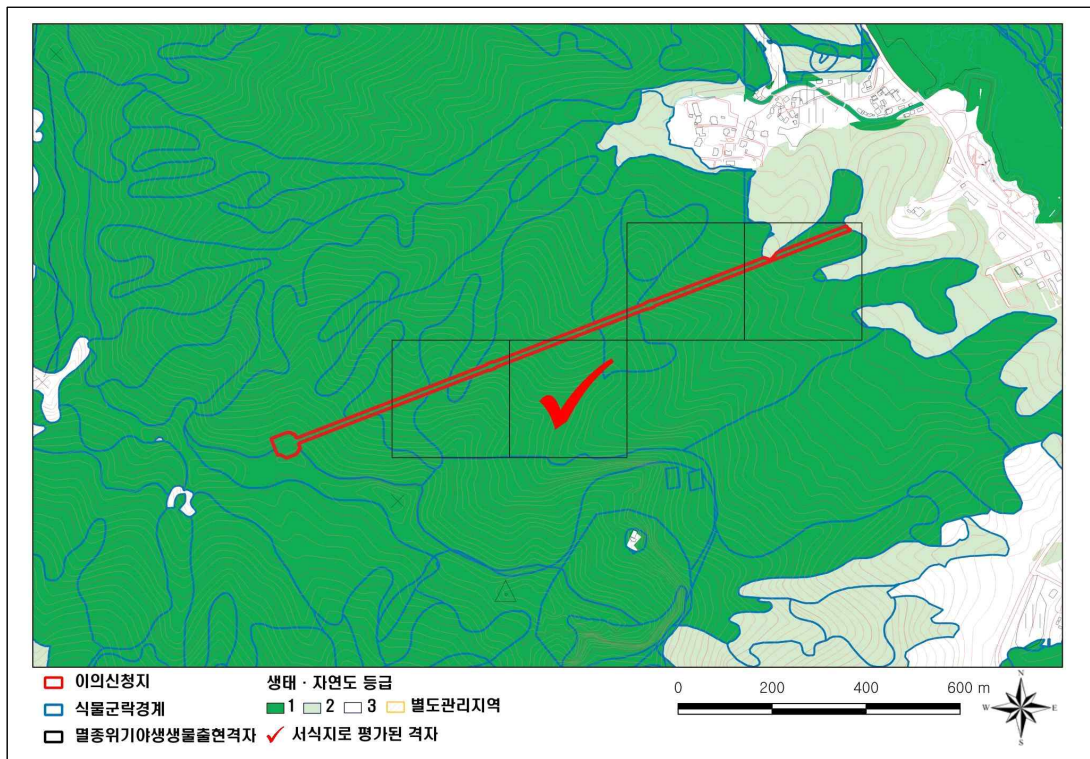 이의신청지
식물군락경계
멸종위기야생생물출현격자
생태 · 자연도 등급
1 2 3 별도관리지역
서식지로 평가된 격자
0 200 400 600 m
N
W E
S